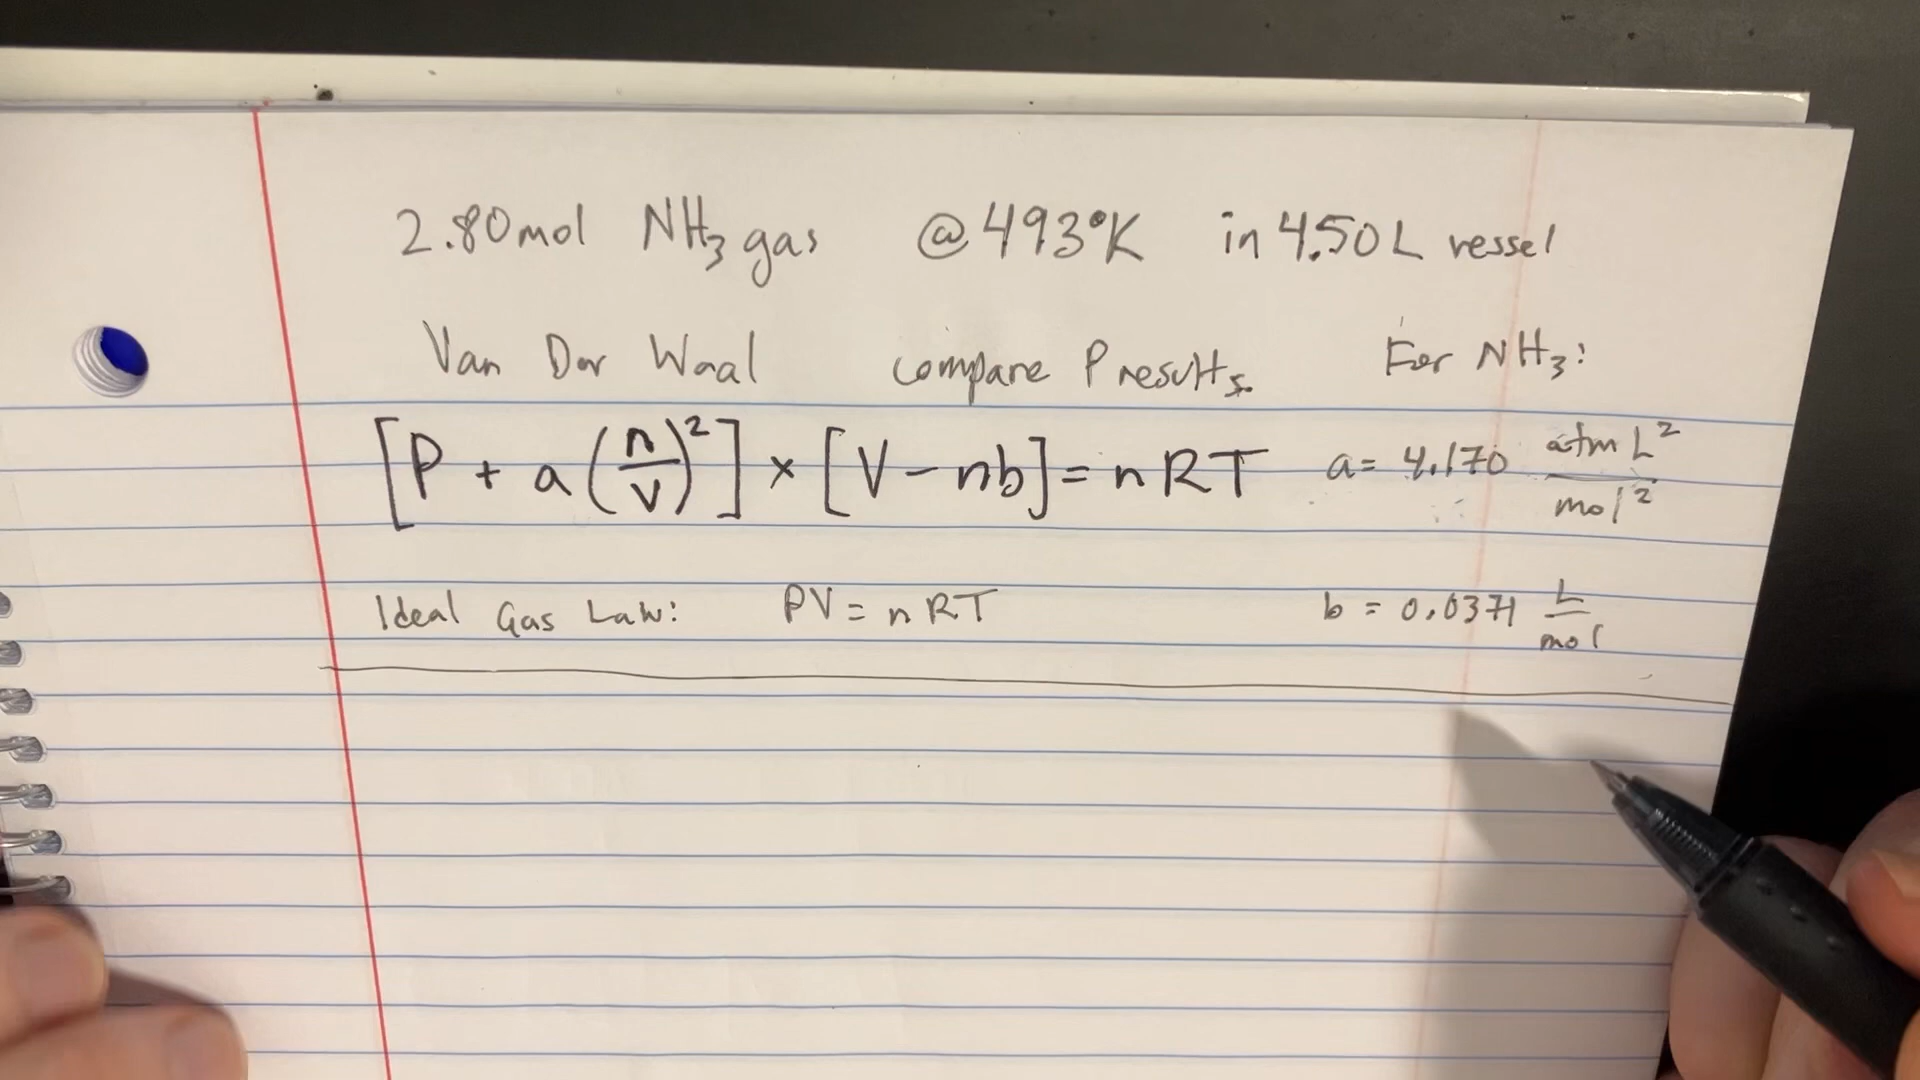 2.80mol NH₃ gas @ 493°K in 4.50L vessel
Van Der Waal compare P results. For NH₃:
[P + a(n/V)²] × [V - nb] = nRT a = 4.170 atm L²/mol²
Ideal Gas Law: PV = nRT b = 0.0371 L/mol